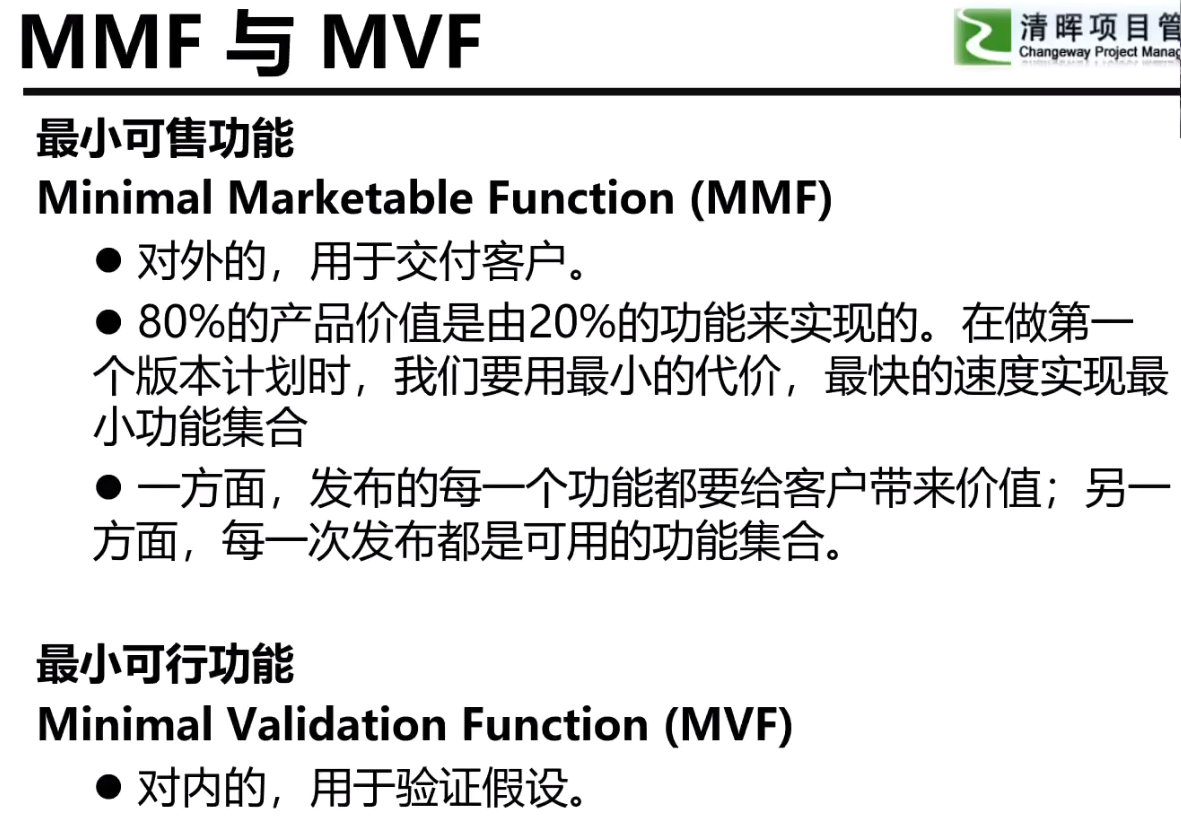 MMF 与 MVF
清晖项目管
Changeway Project Manag
最小可售功能
Minimal Marketable Function (MMF)
● 对外的，用于交付客户。
● 80%的产品价值是由20%的功能来实现的。在做第一
个版本计划时，我们要用最小的代价，最快的速度实现最
小功能集合
● 一方面，发布的每一个功能都要给客户带来价值；另一
方面，每一次发布都是可用的功能集合。
最小可行功能
Minimal Validation Function (MVF)
● 对内的，用于验证假设。